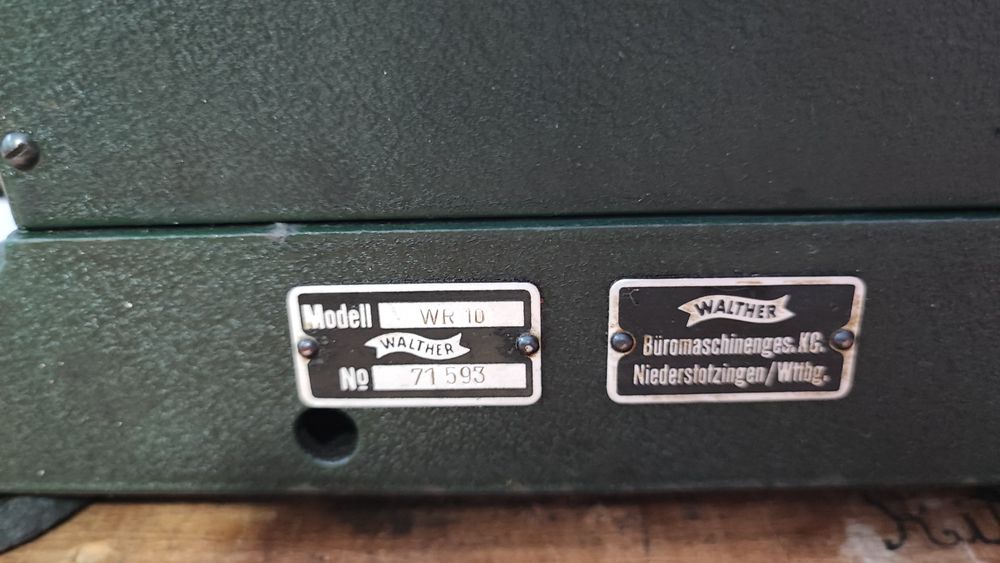 Modell WR 10
WALTHER
No 71 593
WALTHER
Büromaschinenges. KG.
Niederstotzingen/Wttbg.